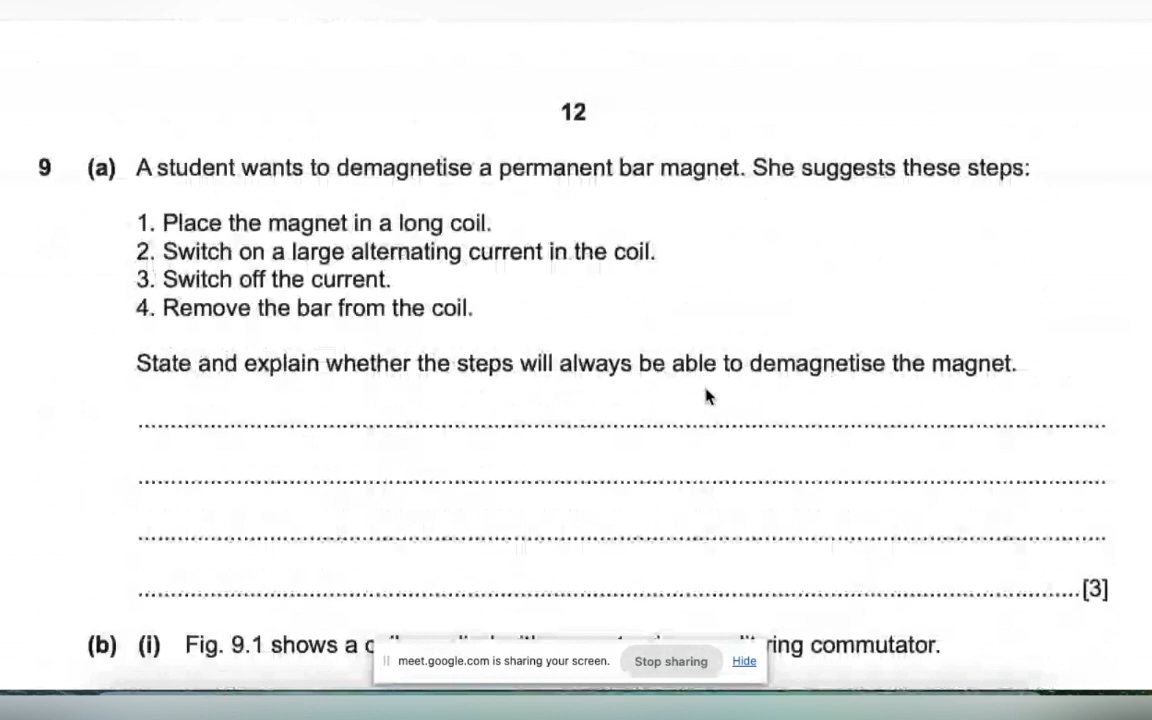 12
9 (a) A student wants to demagnetise a permanent bar magnet. She suggests these steps:
1. Place the magnet in a long coil.
2. Switch on a large alternating current in the coil.
3. Switch off the current.
4. Remove the bar from the coil.
State and explain whether the steps will always be able to demagnetise the magnet.
[3]
(b) (i) Fig. 9.1 shows a ring commutator.
meet.google.com is sharing your screen. Stop sharing Hide